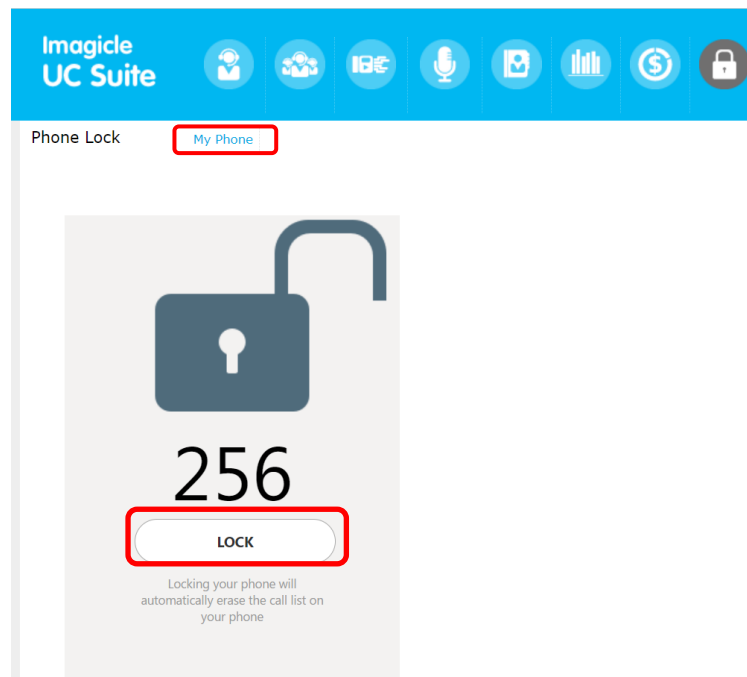 Imagicle
UC Suite
Phone Lock
My Phone
256
LOCK
Locking your phone will
automatically erase the call list on
your phone